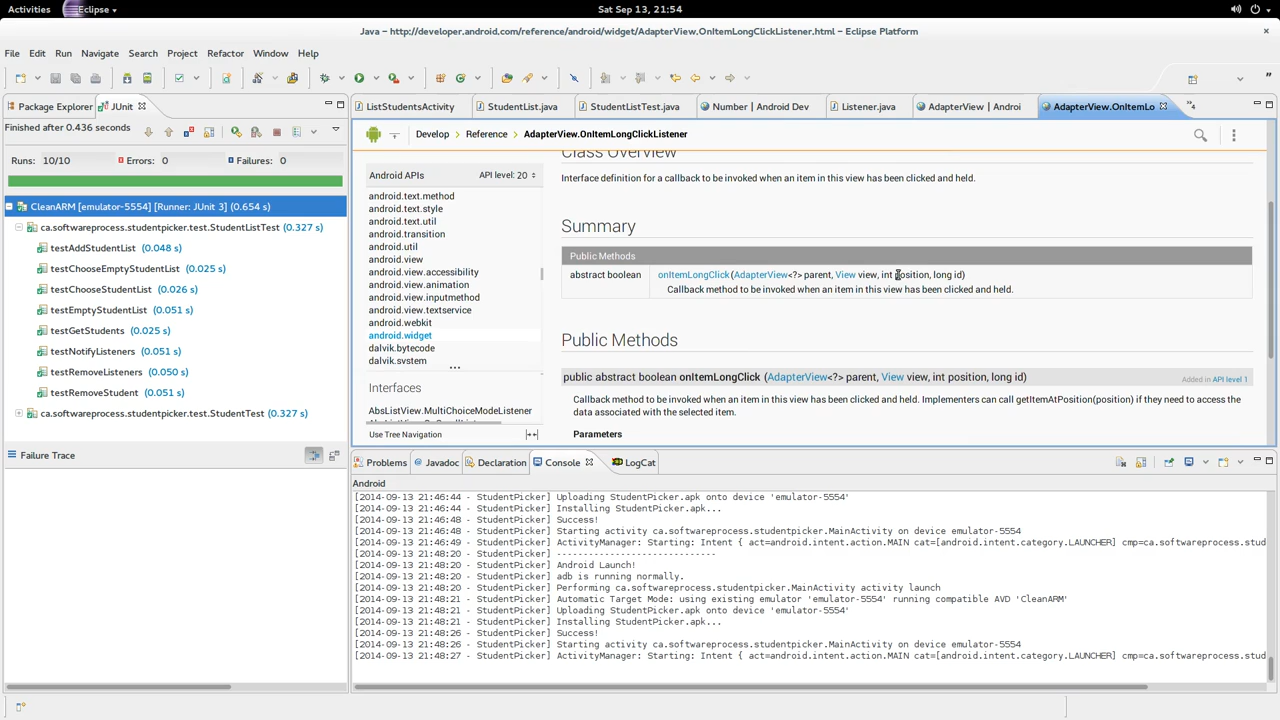 Activities Eclipse Sat Sep 13, 21:54
Java – http://developer.android.com/reference/android/widget/AdapterView.OnItemLongClickListener.html – Eclipse Platform
File Edit Run Navigate Search Project Refactor Window Help
Package Explorer JUnit
ListStudentsActivity StudentList.java StudentListTest.java Number | Android Dev Listener.java AdapterView | Androi AdapterView.OnItemLo
Finished after 0.436 seconds
Runs: 10/10 Errors: 0 Failures: 0
CleanARM [emulator-5554] [Runner: JUnit 3] (0.654 s)
ca.softwareprocess.studentpicker.test.StudentListTest (0.327 s)
testAddStudentList (0.048 s)
testChooseEmptyStudentList (0.025 s)
testChooseStudentList (0.026 s)
testEmptyStudentList (0.051 s)
testGetStudents (0.025 s)
testNotifyListeners (0.051 s)
testRemoveListeners (0.050 s)
testRemoveStudent (0.051 s)
ca.softwareprocess.studentpicker.test.StudentTest (0.327 s)
Failure Trace
Develop Reference AdapterView.OnItemLongClickListener
Android APIs API level: 20
android.text.method
android.text.style
android.text.util
android.transition
android.util
android.view
android.view.accessibility
android.view.animation
android.view.inputmethod
android.view.textservice
android.webkit
android.widget
dalvik.bytecode
dalvik.system
Interfaces
AbsListView.MultiChoiceModeListener
Use Tree Navigation
Class Overview
Interface definition for a callback to be invoked when an item in this view has been clicked and held.
Summary
Public Methods
abstract boolean onItemLongClick(AdapterView<?> parent, View view, int position, long id)
Callback method to be invoked when an item in this view has been clicked and held.
Public Methods
public abstract boolean onItemLongClick (AdapterView<?> parent, View view, int position, long id) Added in API level 1
Callback method to be invoked when an item in this view has been clicked and held. Implementers can call getItemAtPosition(position) if they need to access the
data associated with the selected item.
Parameters
Problems Javadoc Declaration Console LogCat
Android
[2014-09-13 21:46:44 - StudentPicker] Uploading StudentPicker.apk onto device 'emulator-5554'
[2014-09-13 21:46:44 - StudentPicker] Installing StudentPicker.apk...
[2014-09-13 21:46:48 - StudentPicker] Success!
[2014-09-13 21:46:48 - StudentPicker] Starting activity ca.softwareprocess.studentpicker.MainActivity on device emulator-5554
[2014-09-13 21:46:49 - StudentPicker] ActivityManager: Starting: Intent { act=android.intent.action.MAIN cat=[android.intent.category.LAUNCHER] cmp=ca.softwareprocess.stud
[2014-09-13 21:48:20 - StudentPicker] ------------------------------
[2014-09-13 21:48:20 - StudentPicker] Android Launch!
[2014-09-13 21:48:20 - StudentPicker] adb is running normally.
[2014-09-13 21:48:20 - StudentPicker] Performing ca.softwareprocess.studentpicker.MainActivity activity launch
[2014-09-13 21:48:20 - StudentPicker] Automatic Target Mode: using existing emulator 'emulator-5554' running compatible AVD 'CleanARM'
[2014-09-13 21:48:21 - StudentPicker] Uploading StudentPicker.apk onto device 'emulator-5554'
[2014-09-13 21:48:21 - StudentPicker] Installing StudentPicker.apk...
[2014-09-13 21:48:26 - StudentPicker] Success!
[2014-09-13 21:48:26 - StudentPicker] Starting activity ca.softwareprocess.studentpicker.MainActivity on device emulator-5554
[2014-09-13 21:48:27 - StudentPicker] ActivityManager: Starting: Intent { act=android.intent.action.MAIN cat=[android.intent.category.LAUNCHER] cmp=ca.softwareprocess.stud